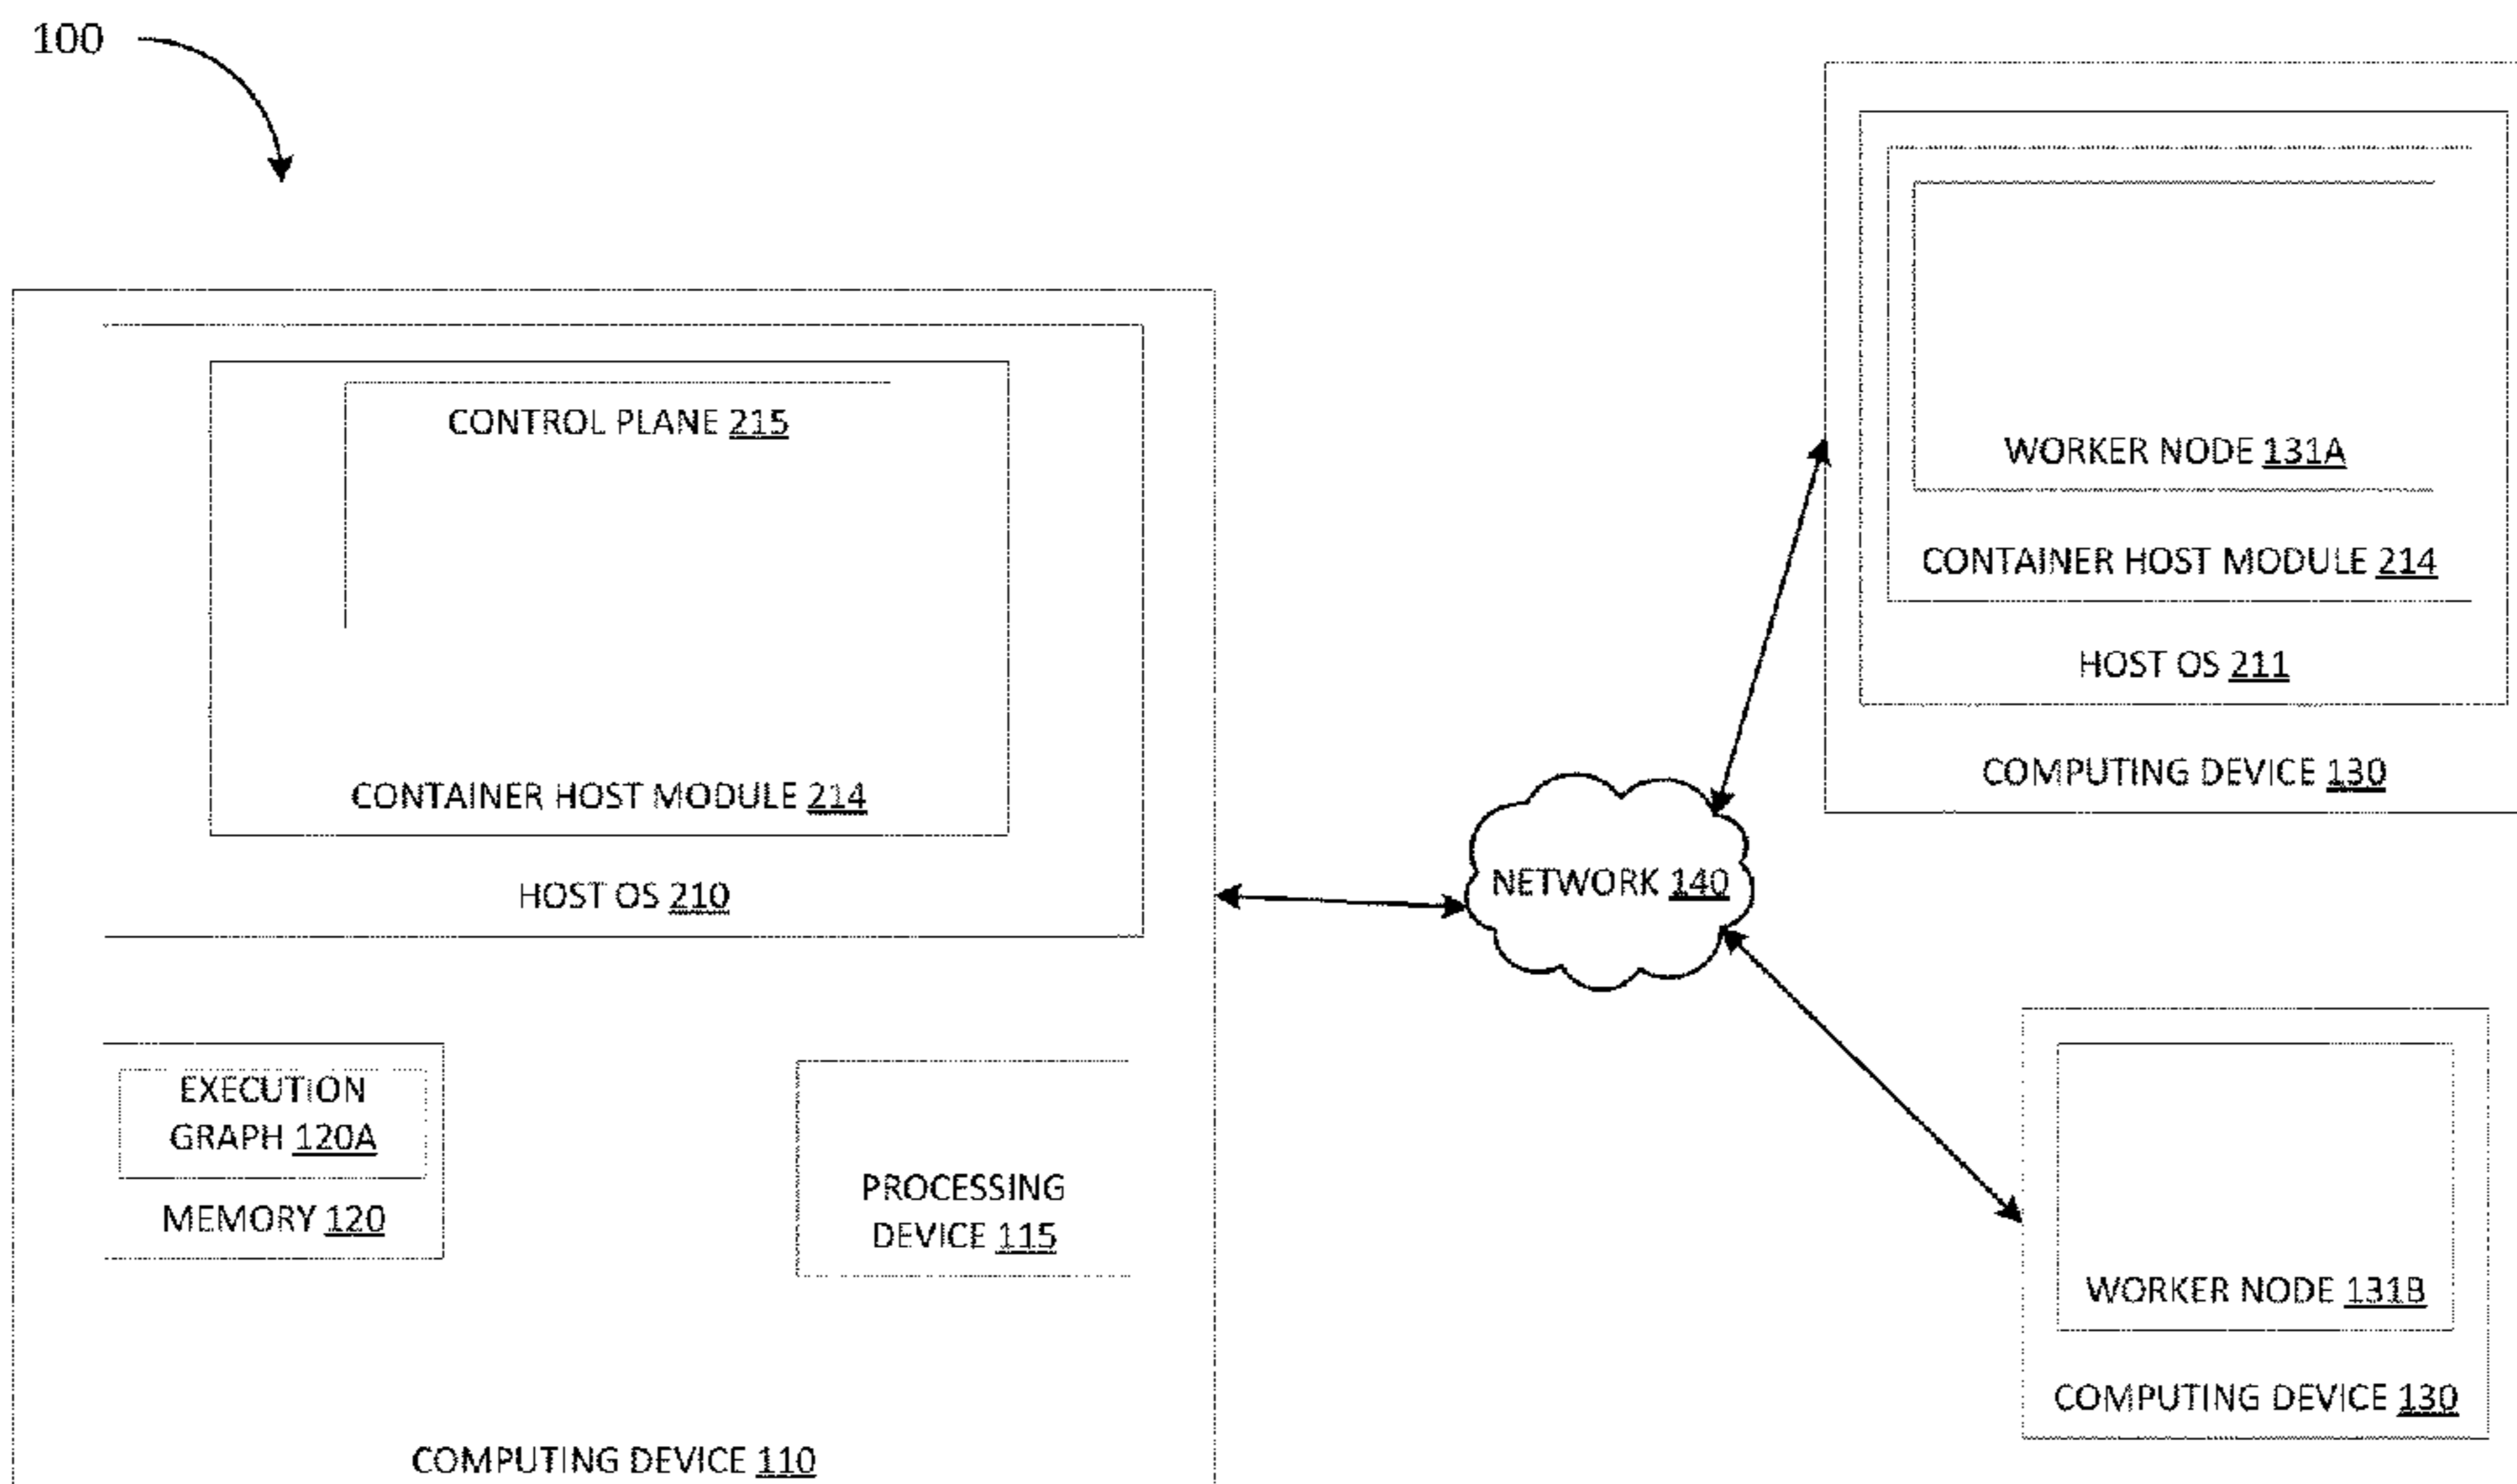 100
CONTROL PLANE 215
CONTAINER HOST MODULE 214
HOST OS 210
EXECUTION
GRAPH 120A
MEMORY 120
PROCESSING
DEVICE 115
COMPUTING DEVICE 110
NETWORK 140
WORKER NODE 131A
CONTAINER HOST MODULE 214
HOST OS 211
COMPUTING DEVICE 130
WORKER NODE 131B
COMPUTING DEVICE 130